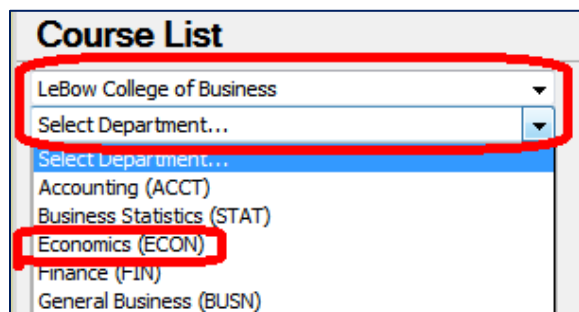 Course List
LeBow College of Business
Select Department...
Select Department...
Accounting (ACCT)
Business Statistics (STAT)
Economics (ECON)
Finance (FIN)
General Business (BUSN)